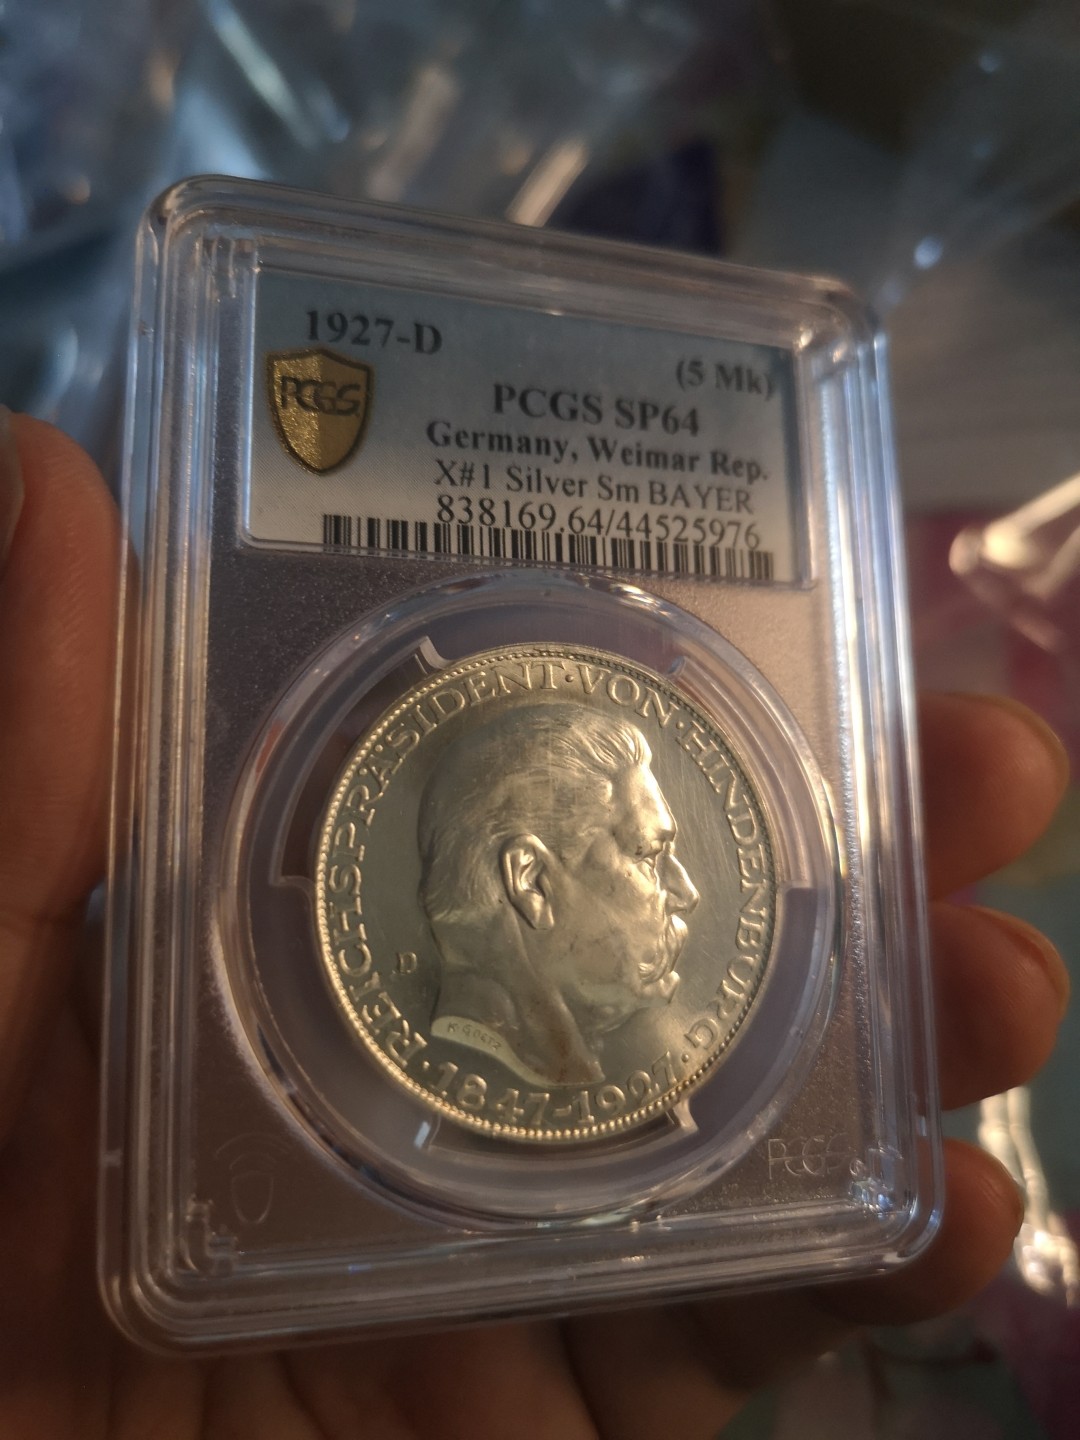 1927-D
(5 Mk)
PCGS
PCGS SP64
Germany, Weimar Rep.
X#1 Silver Sm BAYER
838169.64/44525976
REICHSPRÄSIDENT·VON·HINDENBURG
D
K GOETZ
·1847-1927·
PCGS